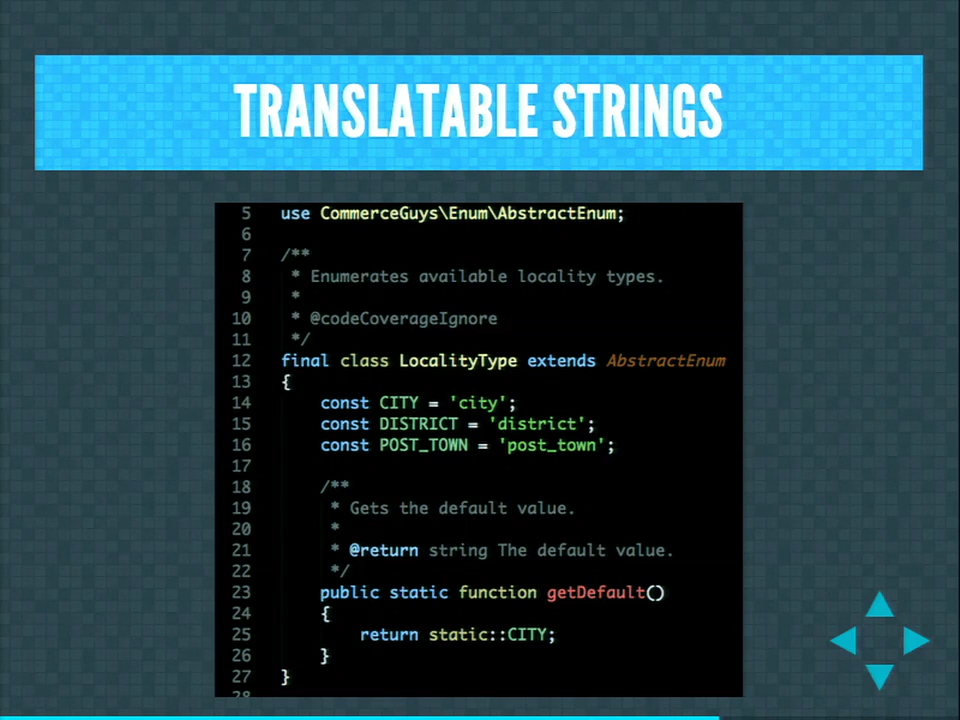 TRANSLATABLE STRINGS
5 use CommerceGuys\Enum\AbstractEnum;
6
7 /**
8 * Enumerates available locality types.
9 *
10 * @codeCoverageIgnore
11 */
12 final class LocalityType extends AbstractEnum
13 {
14 const CITY = 'city';
15 const DISTRICT = 'district';
16 const POST_TOWN = 'post_town';
17
18 /**
19 * Gets the default value.
20 *
21 * @return string The default value.
22 */
23 public static function getDefault()
24 {
25 return static::CITY;
26 }
27 }
28